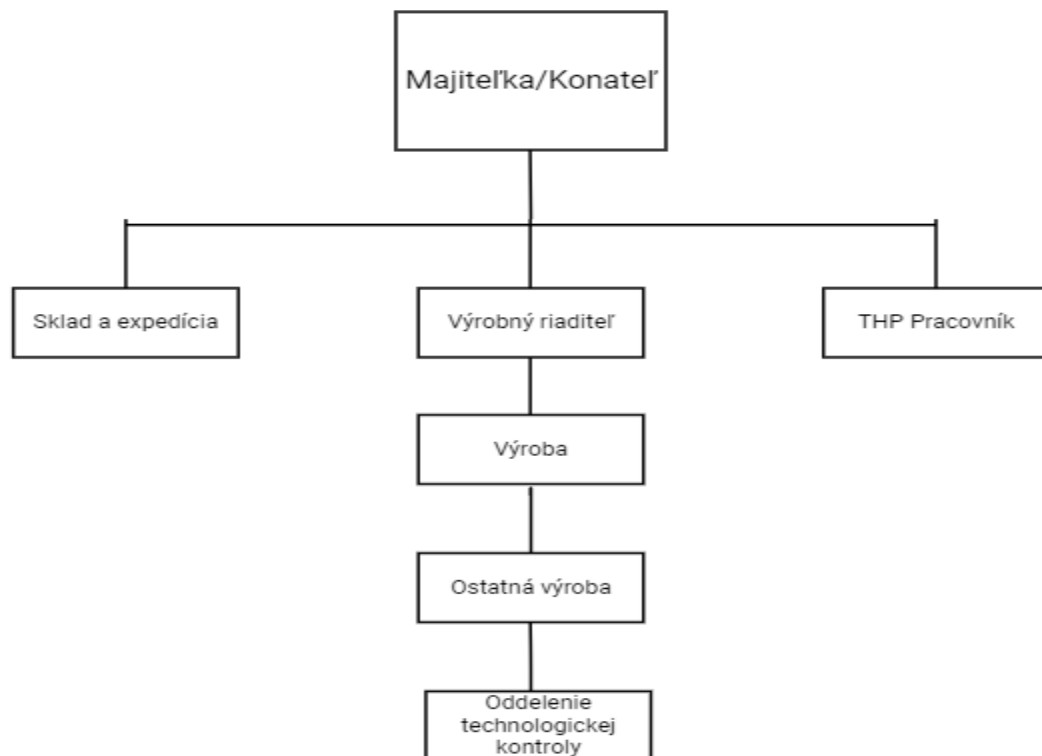 Majiteľka/Konateľ
Sklad a expedícia
Výrobný riaditeľ
THP Pracovník
Výroba
Ostatná výroba
Oddelenie
technologickej
kontroly